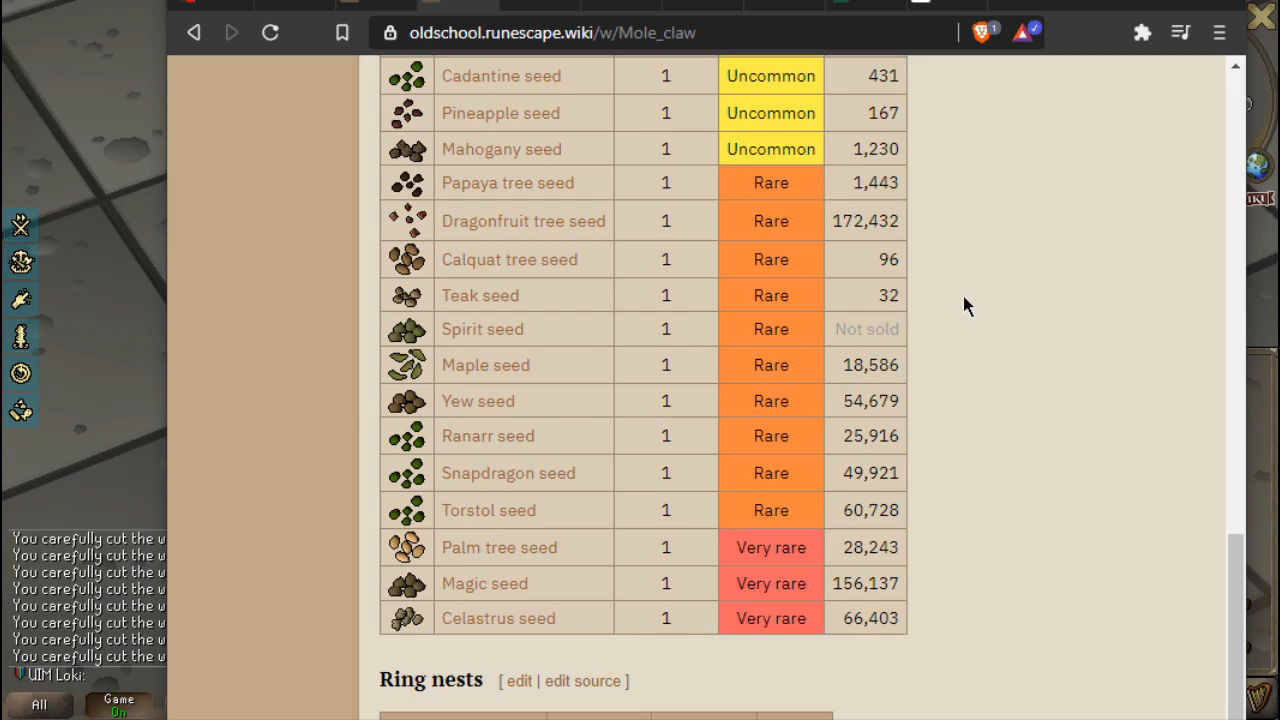 oldschool.runescape.wiki/w/Mole_claw
1
Cadantine seed 1 Uncommon 431
Pineapple seed 1 Uncommon 167
Mahogany seed 1 Uncommon 1,230
Papaya tree seed 1 Rare 1,443
Dragonfruit tree seed 1 Rare 172,432
Calquat tree seed 1 Rare 96
Teak seed 1 Rare 32
Spirit seed 1 Rare Not sold
Maple seed 1 Rare 18,586
Yew seed 1 Rare 54,679
Ranarr seed 1 Rare 25,916
Snapdragon seed 1 Rare 49,921
Torstol seed 1 Rare 60,728
Palm tree seed 1 Very rare 28,243
Magic seed 1 Very rare 156,137
Celastrus seed 1 Very rare 66,403
Ring nests [ edit | edit source ]
You carefully cut the w
You carefully cut the w
You carefully cut the w
You carefully cut the w
You carefully cut the w
You carefully cut the w
You carefully cut the w
You carefully cut the w
UIM Loki:
All
Game
On